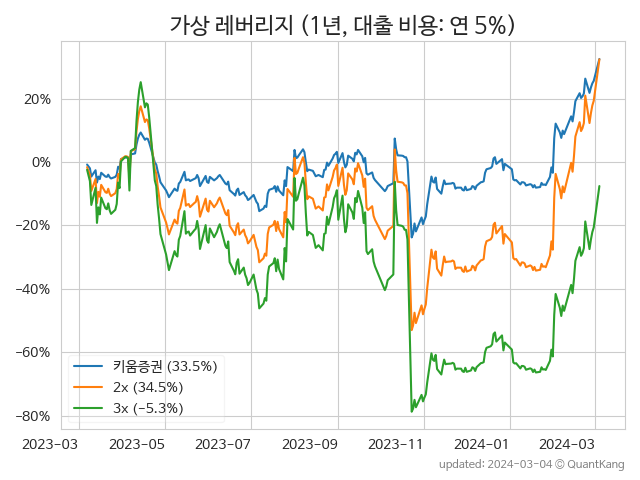 가상 레버리지 (1년, 대출 비용: 연 5%)
20%
0%
−20%
−40%
−60%
−80%
키움증권 (33.5%)
2x (34.5%)
3x (−5.3%)
2023-03
2023-05
2023-07
2023-09
2023-11
2024-01
2024-03
updated: 2024-03-04 © QuantKang